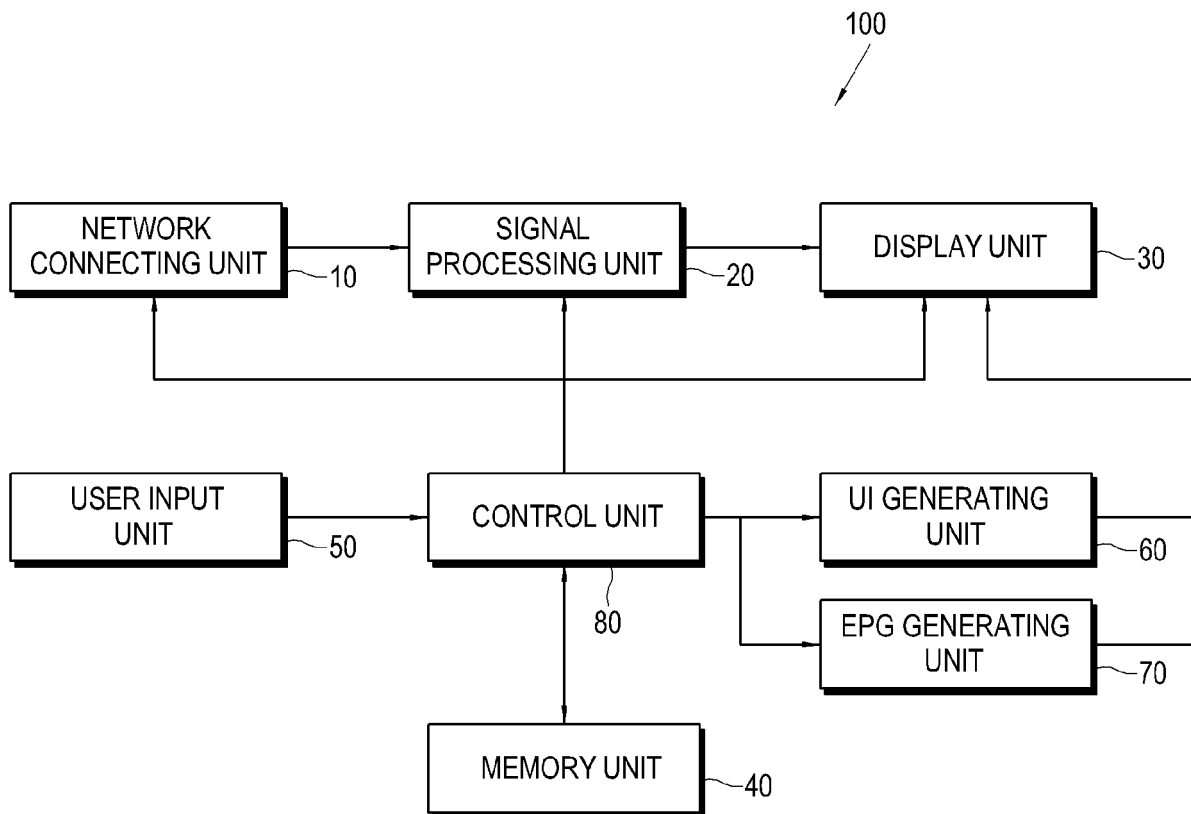 100
NETWORK
CONNECTING UNIT
10
SIGNAL
PROCESSING UNIT
20
DISPLAY UNIT
30
USER INPUT
UNIT
50
CONTROL UNIT
80
UI GENERATING
UNIT
60
EPG GENERATING
UNIT
70
MEMORY UNIT
40